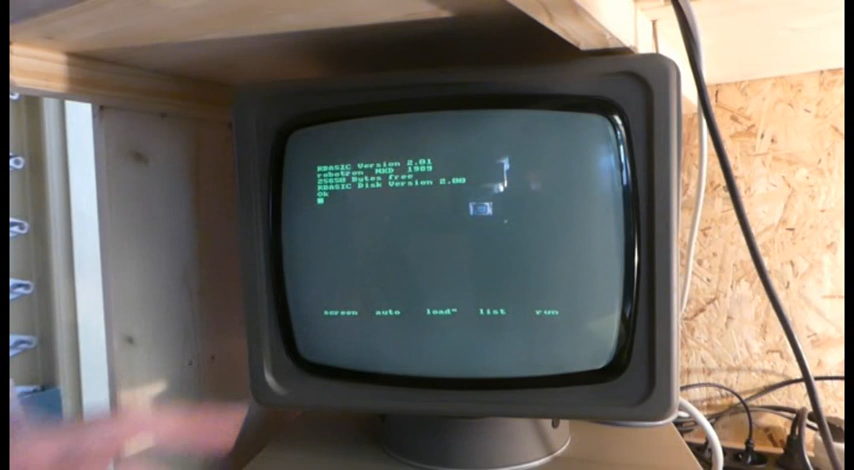 RBASIC Version 2.01
robotron MKD 1989
25650 Bytes free
RBASIC Disk Version 2.00
Ok
screen auto load" list run